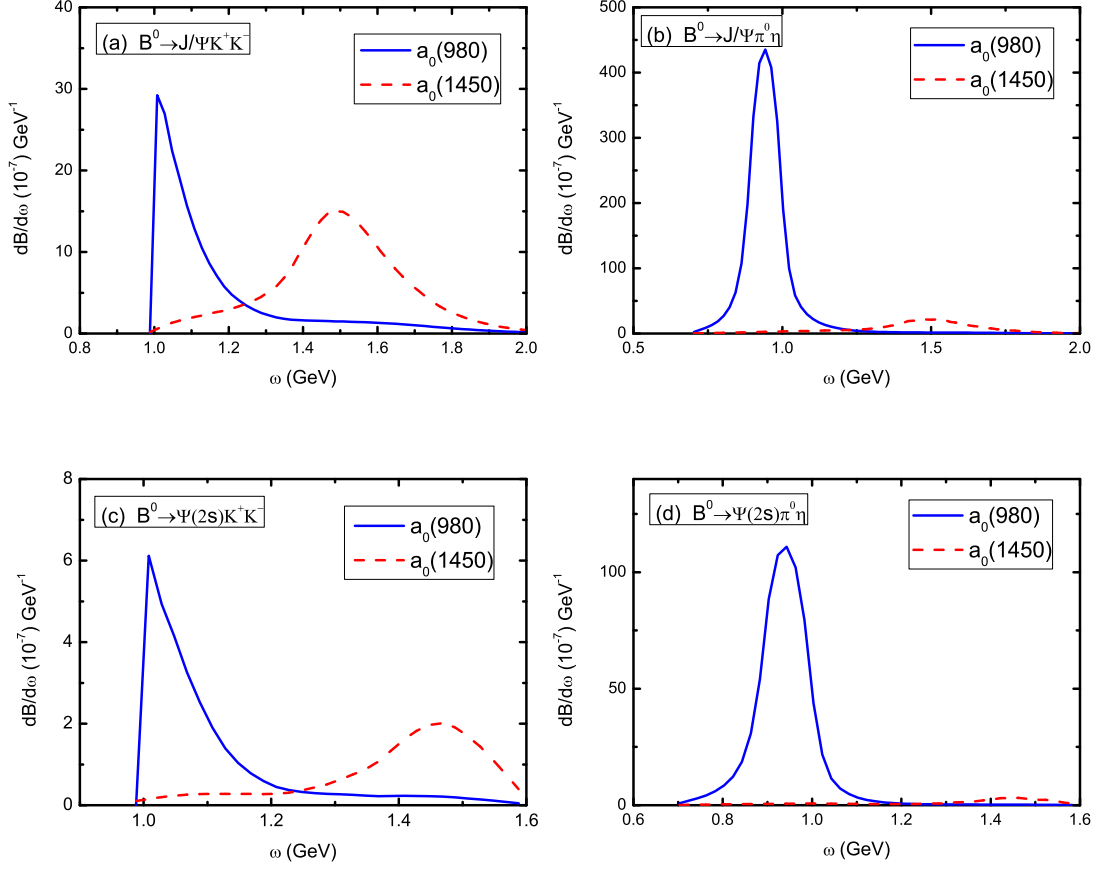 (a) B⁰→J/ΨK⁺K⁻
a₀(980)
a₀(1450)
dB/dω (10⁻⁷) GeV⁻¹
40
30
20
10
0
0.8 1.0 1.2 1.4 1.6 1.8 2.0
ω (GeV)
(b) B⁰→J/Ψπ⁰η
a₀(980)
a₀(1450)
dB/dω (10⁻⁷) GeV⁻¹
500
400
300
200
100
0
0.5 1.0 1.5 2.0
ω (GeV)
(c) B⁰→Ψ(2s)K⁺K⁻
a₀(980)
a₀(1450)
dB/dω (10⁻⁷) GeV⁻¹
8
6
4
2
0
1.0 1.2 1.4 1.6
ω (GeV)
(d) B⁰→Ψ(2s)π⁰η
a₀(980)
a₀(1450)
dB/dω (10⁻⁷) GeV⁻¹
100
50
0
0.6 0.8 1.0 1.2 1.4 1.6
ω (GeV)